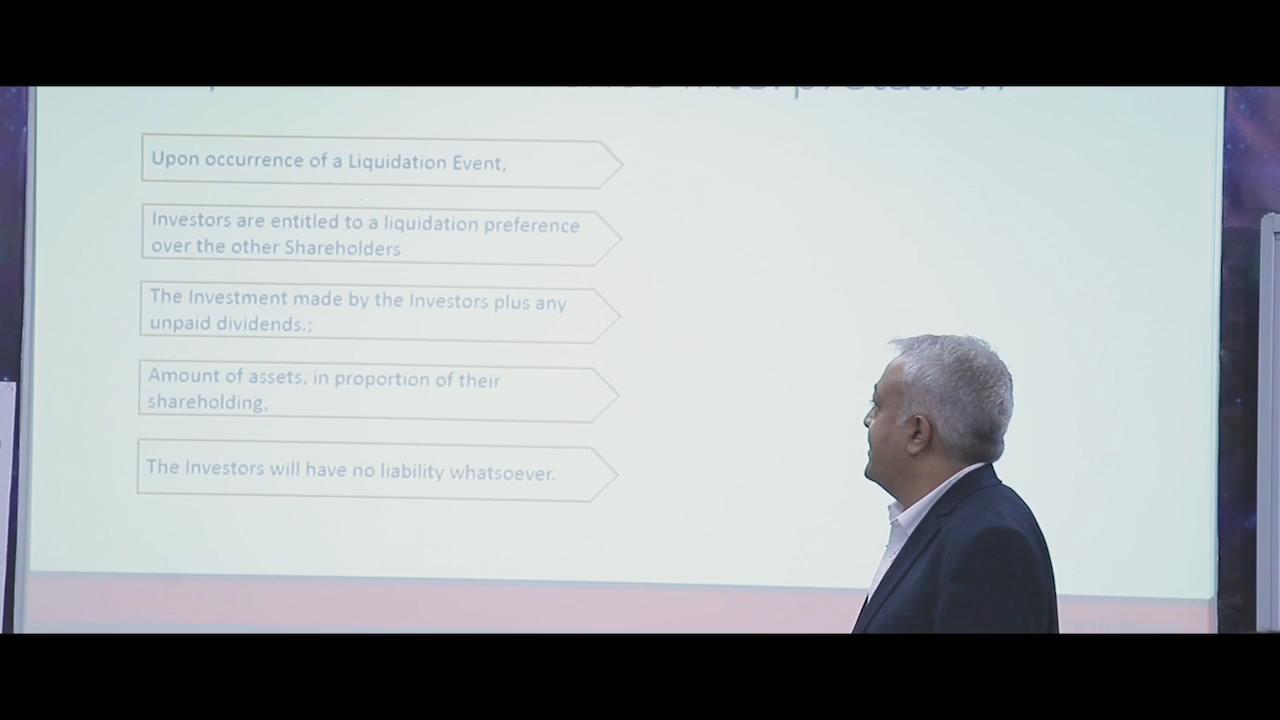 Interpretation
Upon occurrence of a Liquidation Event,
Investors are entitled to a liquidation preference
over the other Shareholders
The Investment made by the Investors plus any
unpaid dividends.;
Amount of assets, in proportion of their
shareholding,
The Investors will have no liability whatsoever.